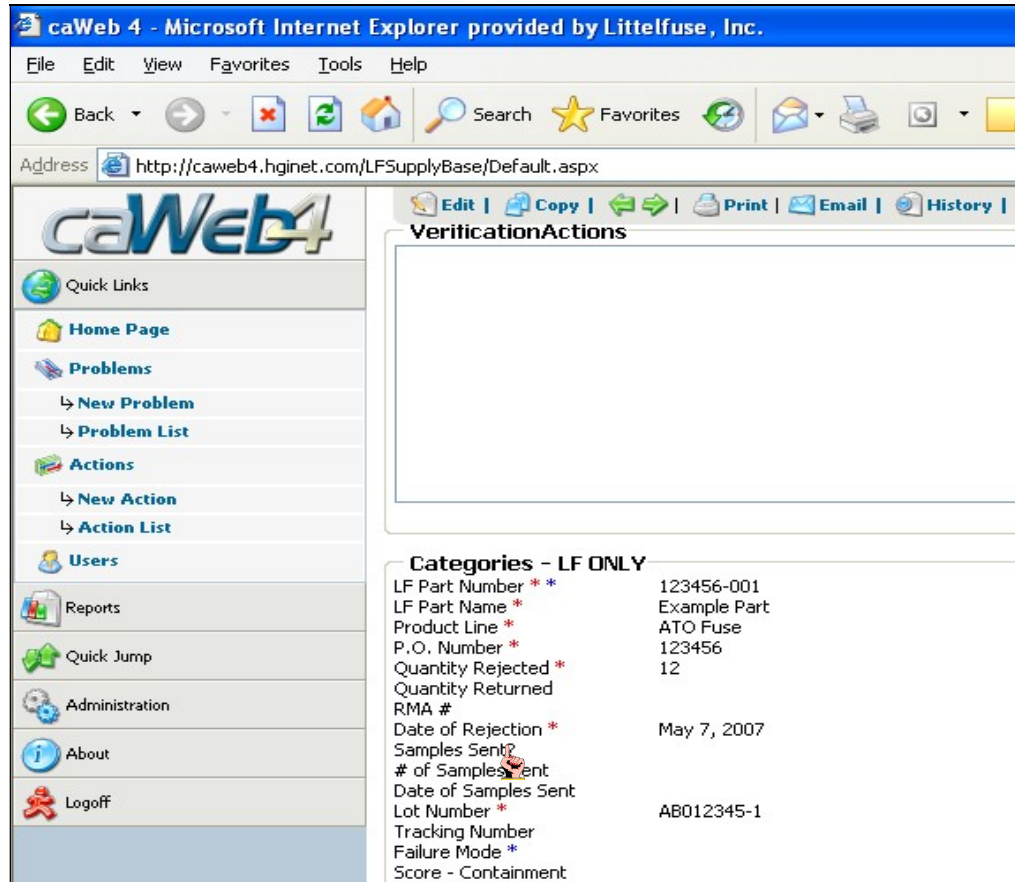 caWeb 4 - Microsoft Internet Explorer provided by Littelfuse, Inc.
File Edit View Favorites Tools Help
Back Search Favorites
Address http://caweb4.hginet.com/LFSupplyBase/Default.aspx
caWeb4
Edit | Copy | | Print | Email | History |
VerificationActions
Quick Links
Home Page
Problems
New Problem
Problem List
Actions
New Action
Action List
Users
Reports
Quick Jump
Administration
About
Logoff
Categories - LF ONLY
LF Part Number * * 123456-001
LF Part Name * Example Part
Product Line * ATO Fuse
P.O. Number * 123456
Quantity Rejected * 12
Quantity Returned
RMA #
Date of Rejection * May 7, 2007
Samples Sent?
# of Samples Sent
Date of Samples Sent
Lot Number * AB012345-1
Tracking Number
Failure Mode *
Score - Containment